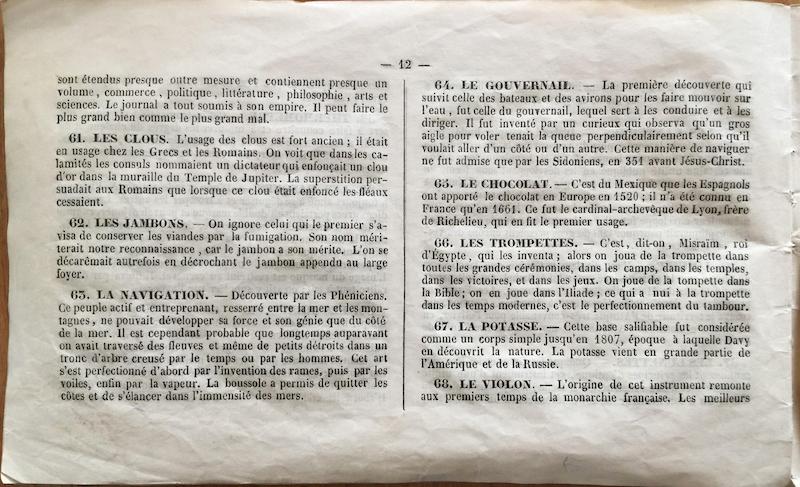 — 12 —
sont étendus presque outre mesure et contiennent presque un
volume, commerce, politique, littérature, philosophie, arts et
sciences. Le journal a tout soumis à son empire. Il peut faire le
plus grand bien comme le plus grand mal.
61. LES CLOUS. L'usage des clous est fort ancien; il était
en usage chez les Grecs et les Romains. On voit que dans les ca-
lamités les consuls nommaient un dictateur qui enfonçait un clou
d'or dans la muraille du Temple de Jupiter. La superstition per-
suadait aux Romains que lorsque ce clou était enfoncé les fléaux
cessaient.
62. LES JAMBONS. — On ignore celui qui le premier s'a-
visa de conserver les viandes par la fumigation. Son nom méri-
terait notre reconnaissance, car le jambon a son mérite. L'on se
décarêmait autrefois en décrochant le jambon appendu au large
foyer.
63. LA NAVIGATION. — Découverte par les Phéniciens.
Ce peuple actif et entreprenant, resserré entre la mer et les mon-
tagnes, ne pouvait développer sa force et son génie que du côté
de la mer. Il est cependant probable que longtemps auparavant
on avait traversé des fleuves et même de petits détroits dans un
tronc d'arbre creusé par le temps ou par les hommes. Cet art
s'est perfectionné d'abord par l'invention des rames, puis par les
voiles, enfin par la vapeur. La boussole a permis de quitter les
côtes et de s'élancer dans l'immensité des mers.
64. LE GOUVERNAIL. — La première découverte qui
suivit celle des bateaux et des avirons pour les faire mouvoir sur
l'eau, fut celle du gouvernail, lequel sert à les conduire et à les
diriger. Il fut inventé par un curieux qui observa qu'un gros
aigle pour voler tenait la queue perpendiculairement selon qu'il
voulait aller d'un côté ou d'un autre. Cette manière de naviguer
ne fut admise que par les Sidoniens, en 351 avant Jésus-Christ.
65. LE CHOCOLAT. — C'est du Mexique que les Espagnols
ont apporté le chocolat en Europe en 1520; il n'a été connu en
France qu'en 1661. Ce fut le cardinal-archevèque de Lyon, frère
de Richelieu, qui en fit le premier usage.
66. LES TROMPETTES. — C'est, dit-on, Misraïm, roi
d'Égypte, qui les inventa; alors on joua de la trompette dans
toutes les grandes cérémonies, dans les camps, dans les temples,
dans les victoires, et dans les jeux. On joue de la tompette dans
la Bible; on en joue dans l'Iliade; ce qui a nui à la trompette
dans les temps modernes, c'est le perfectionnement du tambour.
67. LA POTASSE. — Cette base salifiable fut considérée
comme un corps simple jusqu'en 1807, époque à laquelle Davy
en découvrit la nature. La potasse vient en grande partie de
l'Amérique et de la Russie.
68. LE VIOLON. — L'origine de cet instrument remonte
aux premiers temps de la monarchie française. Les meilleurs